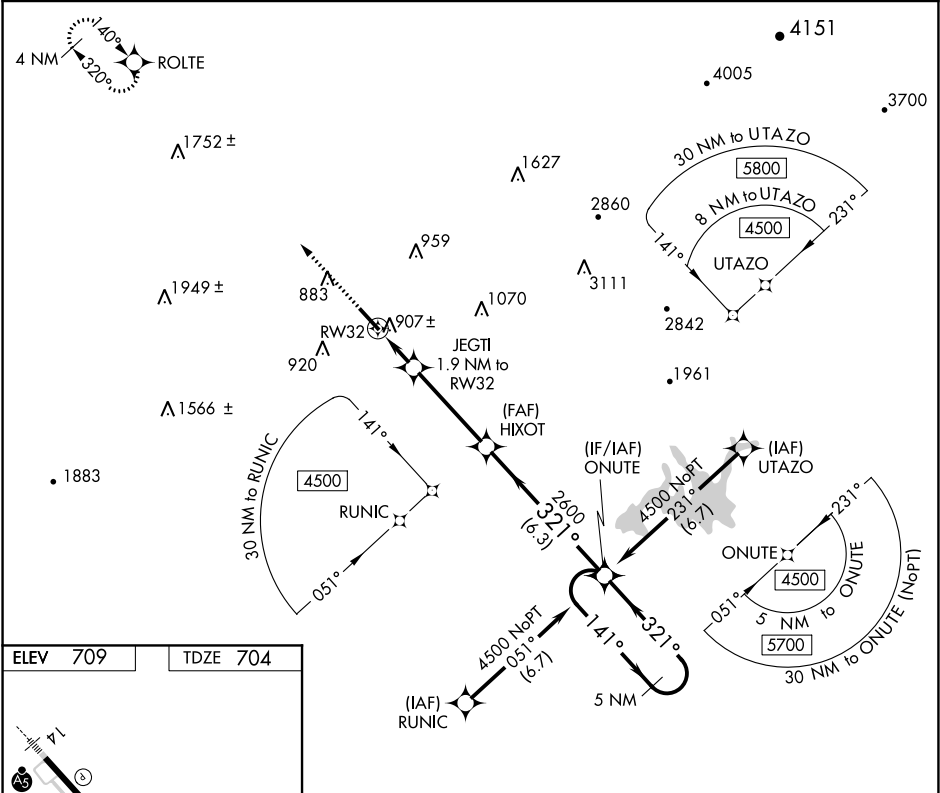 4151
140°
4 NM
320°
ROLTE
4005
3700
1752 ±
1627
30 NM to UTAZO
5800
8 NM to UTAZO
4500
231°
141°
UTAZO
2860
959
3111
1949 ±
883
1070
2842
RW32
907 ±
920
JEGTI
1.9 NM to
RW32
1961
1566 ±
(FAF)
HIXOT
(IF/IAF)
ONUTE
(IAF)
UTAZO
1883
30 NM to RUNIC
141°
4500
RUNIC
051°
2600
321°
(6.3)
4500 NoPT
231°
(6.7)
231°
ONUTE
4500
051°
5 NM to ONUTE
5700
30 NM to ONUTE (NoPT)
4500 NoPT
051°
(6.7)
141°
321°
5 NM
(IAF)
RUNIC
ELEV 709
TDZE 704
14
A5
P